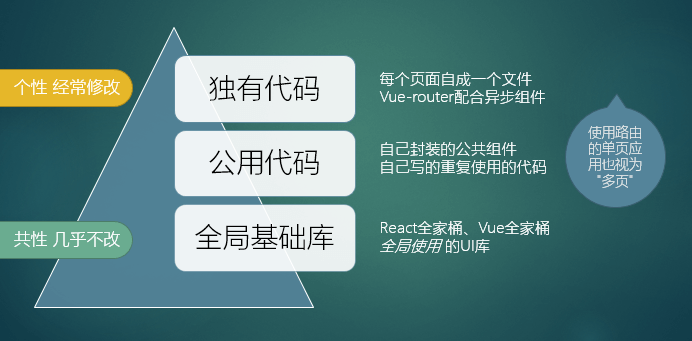 个性 经常修改
独有代码
每个页面自成一个文件
Vue-router配合异步组件
公用代码
自己封装的公共组件
自己写的重复使用的代码
使用路由
的单页应
用也视为
"多页"
共性 几乎不改
全局基础库
React全家桶、Vue全家桶
全局使用 的UI库